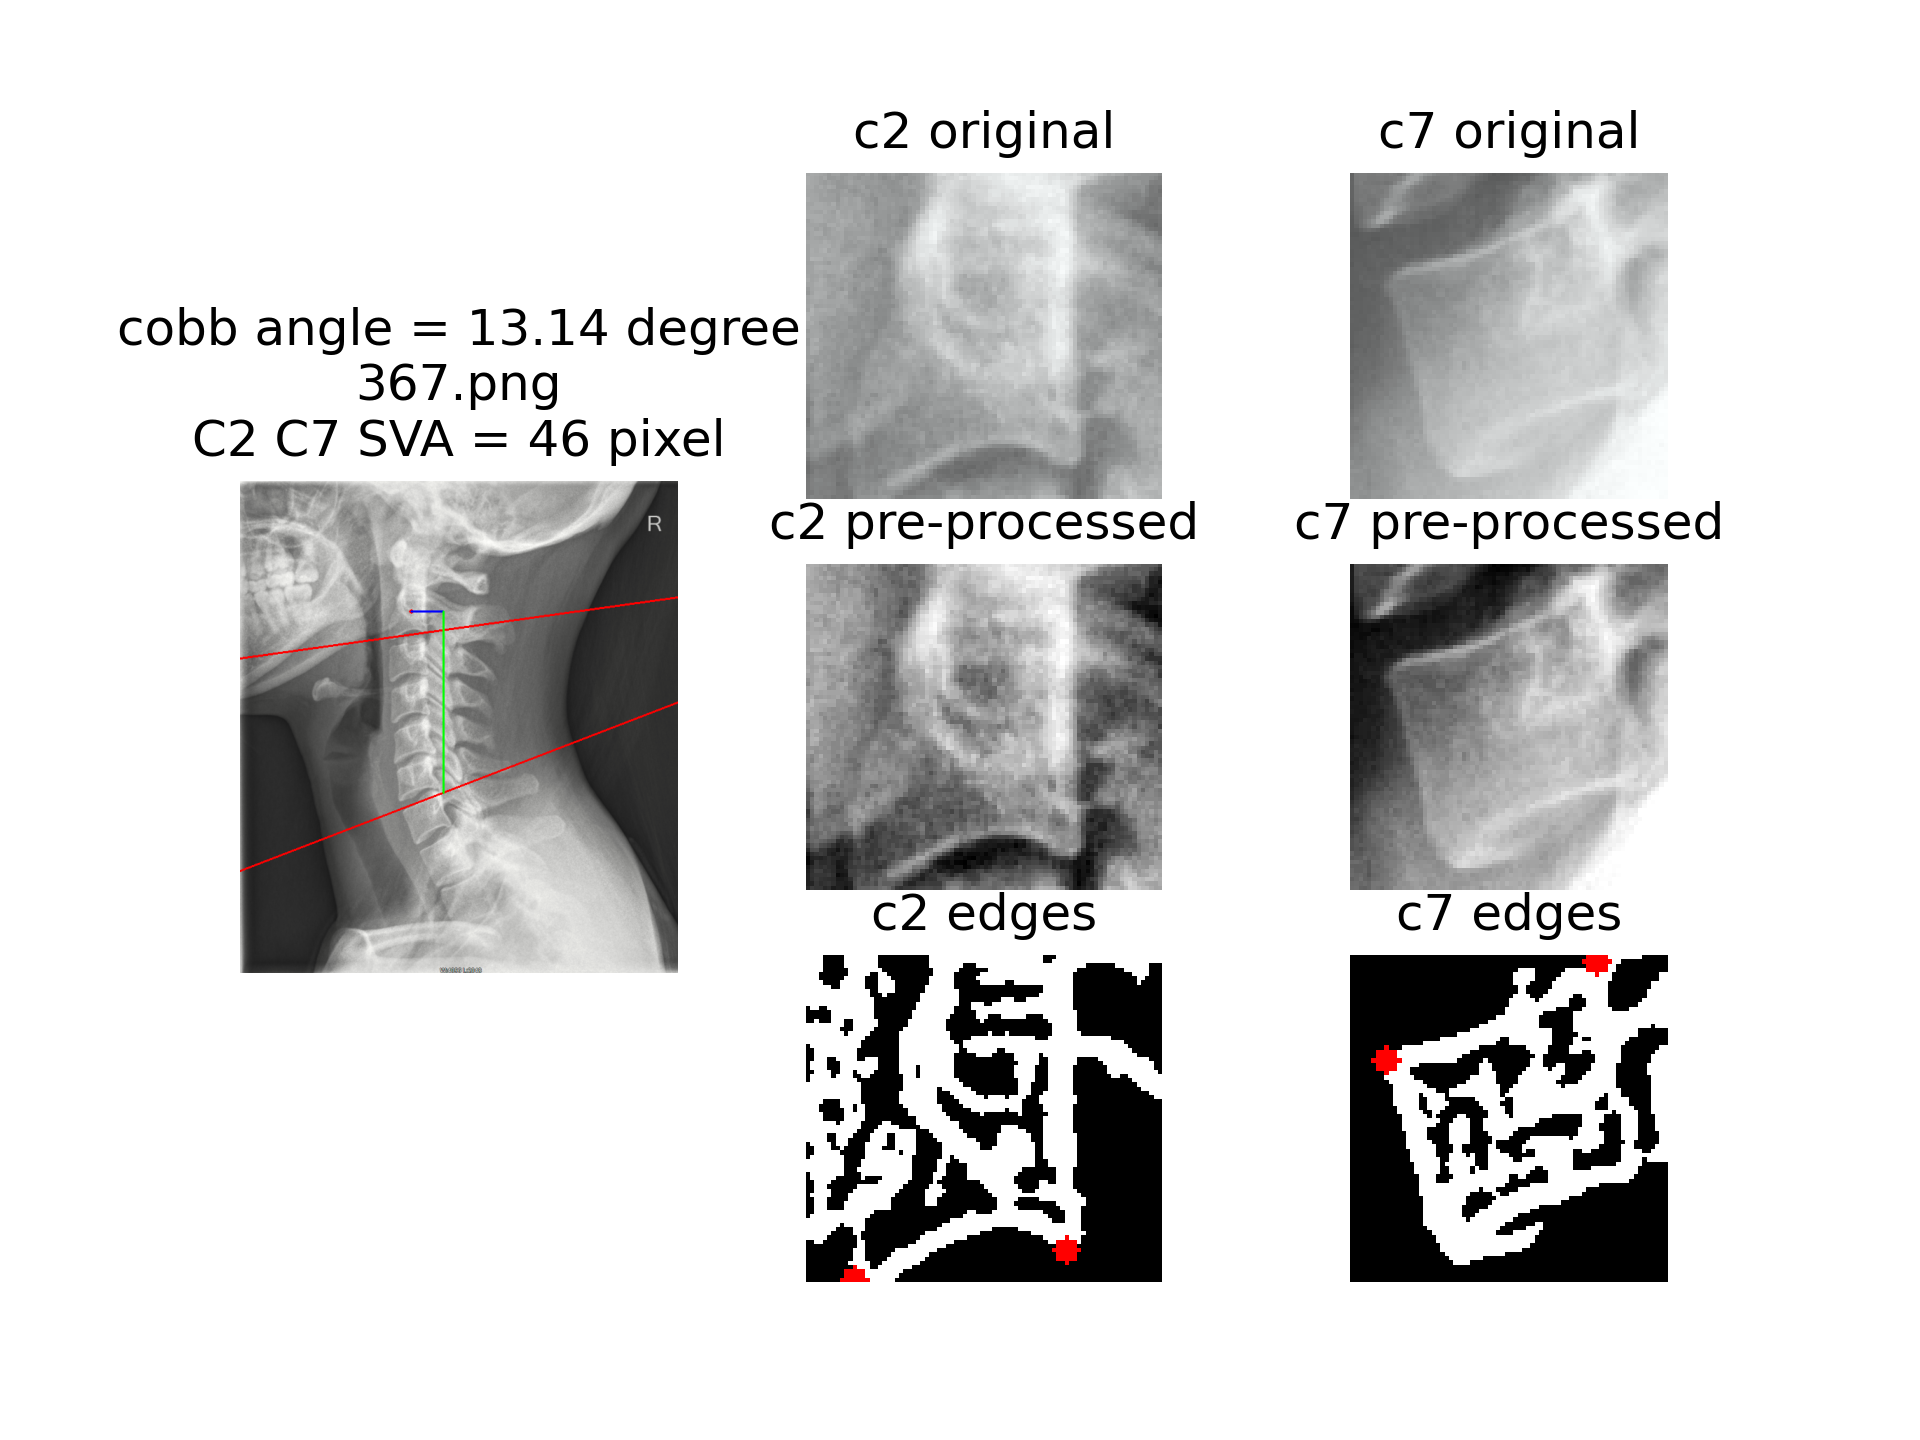 cobb angle = 13.14 degree
367.png
C2 C7 SVA = 46 pixel
R
c2 original
c7 original
c2 pre-processed
c7 pre-processed
c2 edges
c7 edges